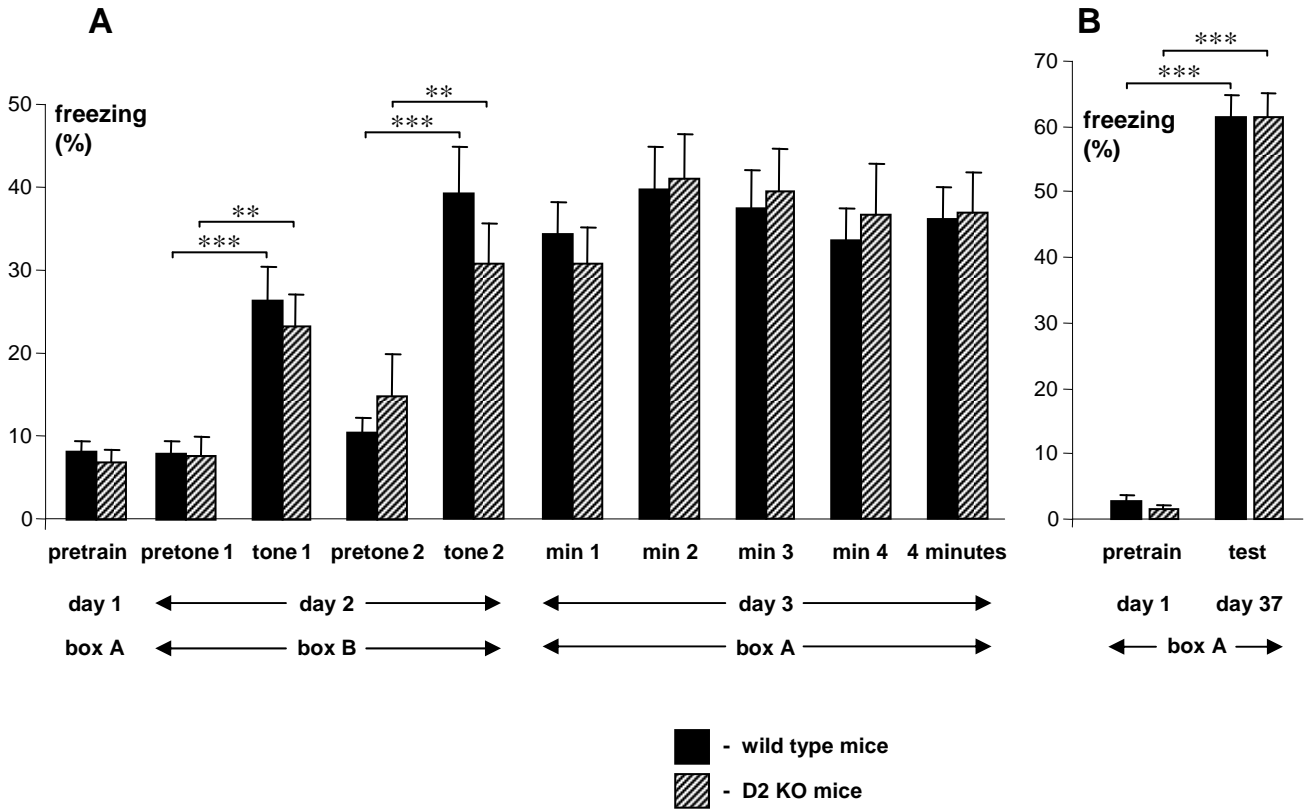 A
B
freezing
(%)
50
40
30
20
10
0
** 
***
**
***
pretrain pretone 1 tone 1 pretone 2 tone 2 min 1 min 2 min 3 min 4 4 minutes
day 1 day 2 day 3
box A box B box A
***
***
freezing
(%)
70
60
50
40
30
20
10
0
pretrain test
day 1 day 37
box A
- wild type mice
- D2 KO mice